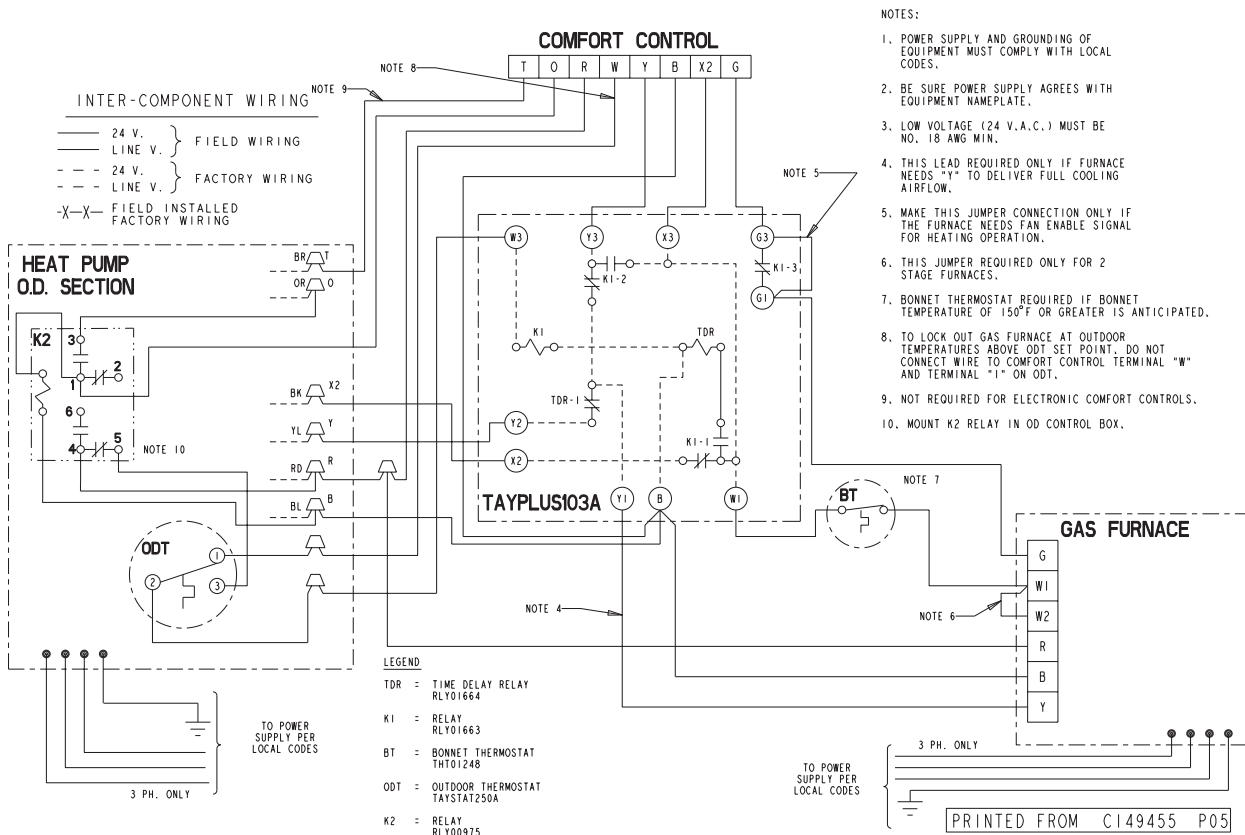 COMFORT CONTROL
T O R W Y B X2 G
NOTE 8
NOTE 9
INTER-COMPONENT WIRING
24 V.
LINE V.
FIELD WIRING
24 V.
LINE V.
FACTORY WIRING
-X—X- FIELD INSTALLED
FACTORY WIRING
NOTES:
1. POWER SUPPLY AND GROUNDING OF
EQUIPMENT MUST COMPLY WITH LOCAL
CODES.
2. BE SURE POWER SUPPLY AGREES WITH
EQUIPMENT NAMEPLATE.
3. LOW VOLTAGE (24 V.A.C.) MUST BE
NO. 18 AWG MIN.
4. THIS LEAD REQUIRED ONLY IF FURNACE
NEEDS "Y" TO DELIVER FULL COOLING
AIRFLOW.
5. MAKE THIS JUMPER CONNECTION ONLY IF
THE FURNACE NEEDS FAN ENABLE SIGNAL
FOR HEATING OPERATION.
6. THIS JUMPER REQUIRED ONLY FOR 2
STAGE FURNACES.
7. BONNET THERMOSTAT REQUIRED IF BONNET
TEMPERATURE OF 150°F OR GREATER IS ANTICIPATED.
8. TO LOCK OUT GAS FURNACE AT OUTDOOR
TEMPERATURES ABOVE ODT SET POINT. DO NOT
CONNECT WIRE TO COMFORT CONTROL TERMINAL "W"
AND TERMINAL "1" ON ODT.
9. NOT REQUIRED FOR ELECTRONIC COMFORT CONTROLS.
10. MOUNT K2 RELAY IN OD CONTROL BOX.
HEAT PUMP
O.D. SECTION
K2
3
2
1
6
5
4
NOTE 10
BR T
OR O
BK X2
YL Y
RD R
BL B
ODT
1
2
3
NOTE 5
W3
Y3
X3
G3
K1-2
K1-3
G1
K1
TDR
TDR-1
Y2
K1-1
X2
TAYPLUS103A
Y1
B
W1
BT
NOTE 7
NOTE 4
NOTE 6
GAS FURNACE
G
W1
W2
R
B
Y
LEGEND
TDR = TIME DELAY RELAY
RLY01664
K1 = RELAY
RLY01663
BT = BONNET THERMOSTAT
THT01248
ODT = OUTDOOR THERMOSTAT
TAYSTAT250A
K2 = RELAY
RLY00975
TO POWER
SUPPLY PER
LOCAL CODES
3 PH. ONLY
3 PH. ONLY
TO POWER
SUPPLY PER
LOCAL CODES
PRINTED FROM C149455 P05